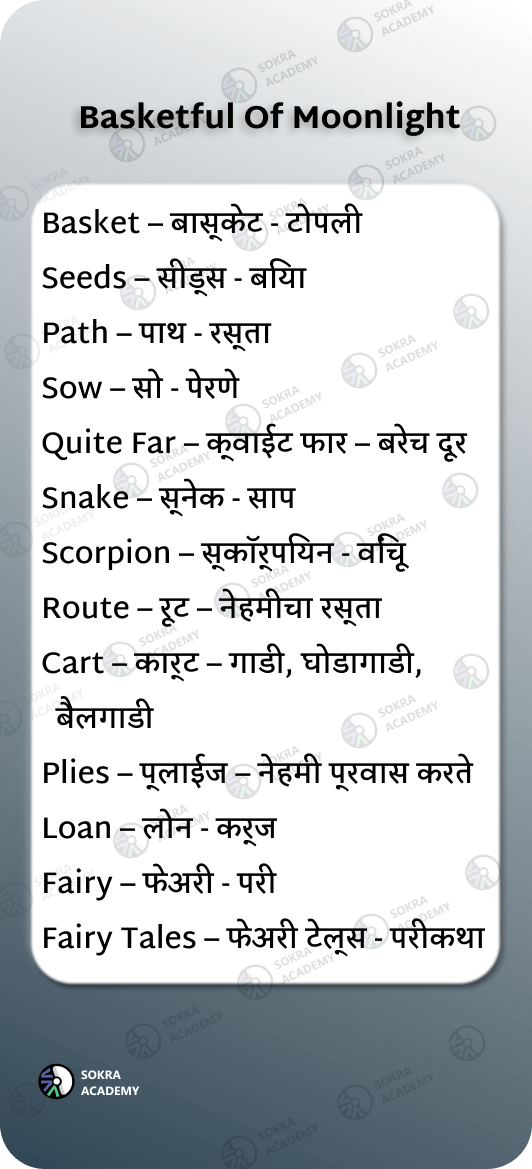 Basketful Of Moonlight
Basket – बास्केट - टोपली
Seeds – सीड्स - बिया
Path – पाथ - रस्ता
Sow – सो - पेरणे
Quite Far – क्वाईट फार – बरेच दूर
Snake – स्नेक - साप
Scorpion – स्कॉर्पियन - विंचू
Route – रूट – नेहमीचा रस्ता
Cart – कार्ट – गाडी, घोडागाडी,
बैलगाडी
Plies – प्लाईज – नेहमी प्रवास करते
Loan – लोन - कर्ज
Fairy – फेअरी - परी
Fairy Tales – फेअरी टेल्स - परीकथा
SOKRA
ACADEMY